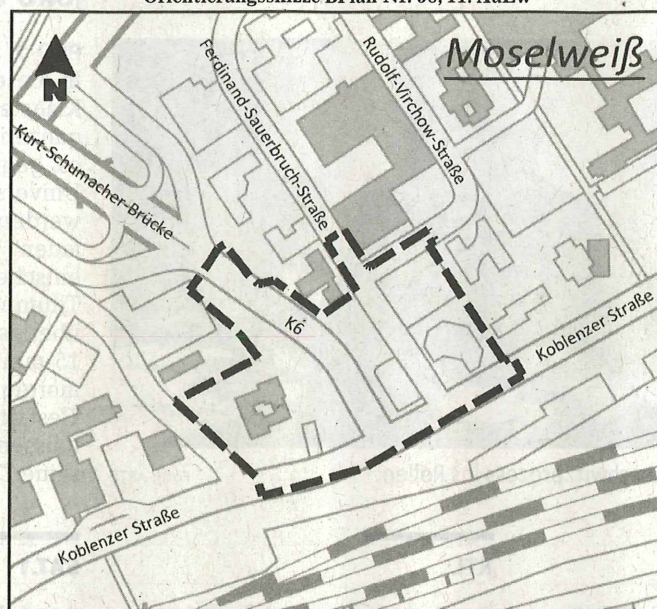 Moselweiß
N
Ferdinand-Sauerbruch-Straße
Rudolf-Virchow-Straße
Kurt-Schumacher-Brücke
K6
Koblenzer Straße
Koblenzer Straße